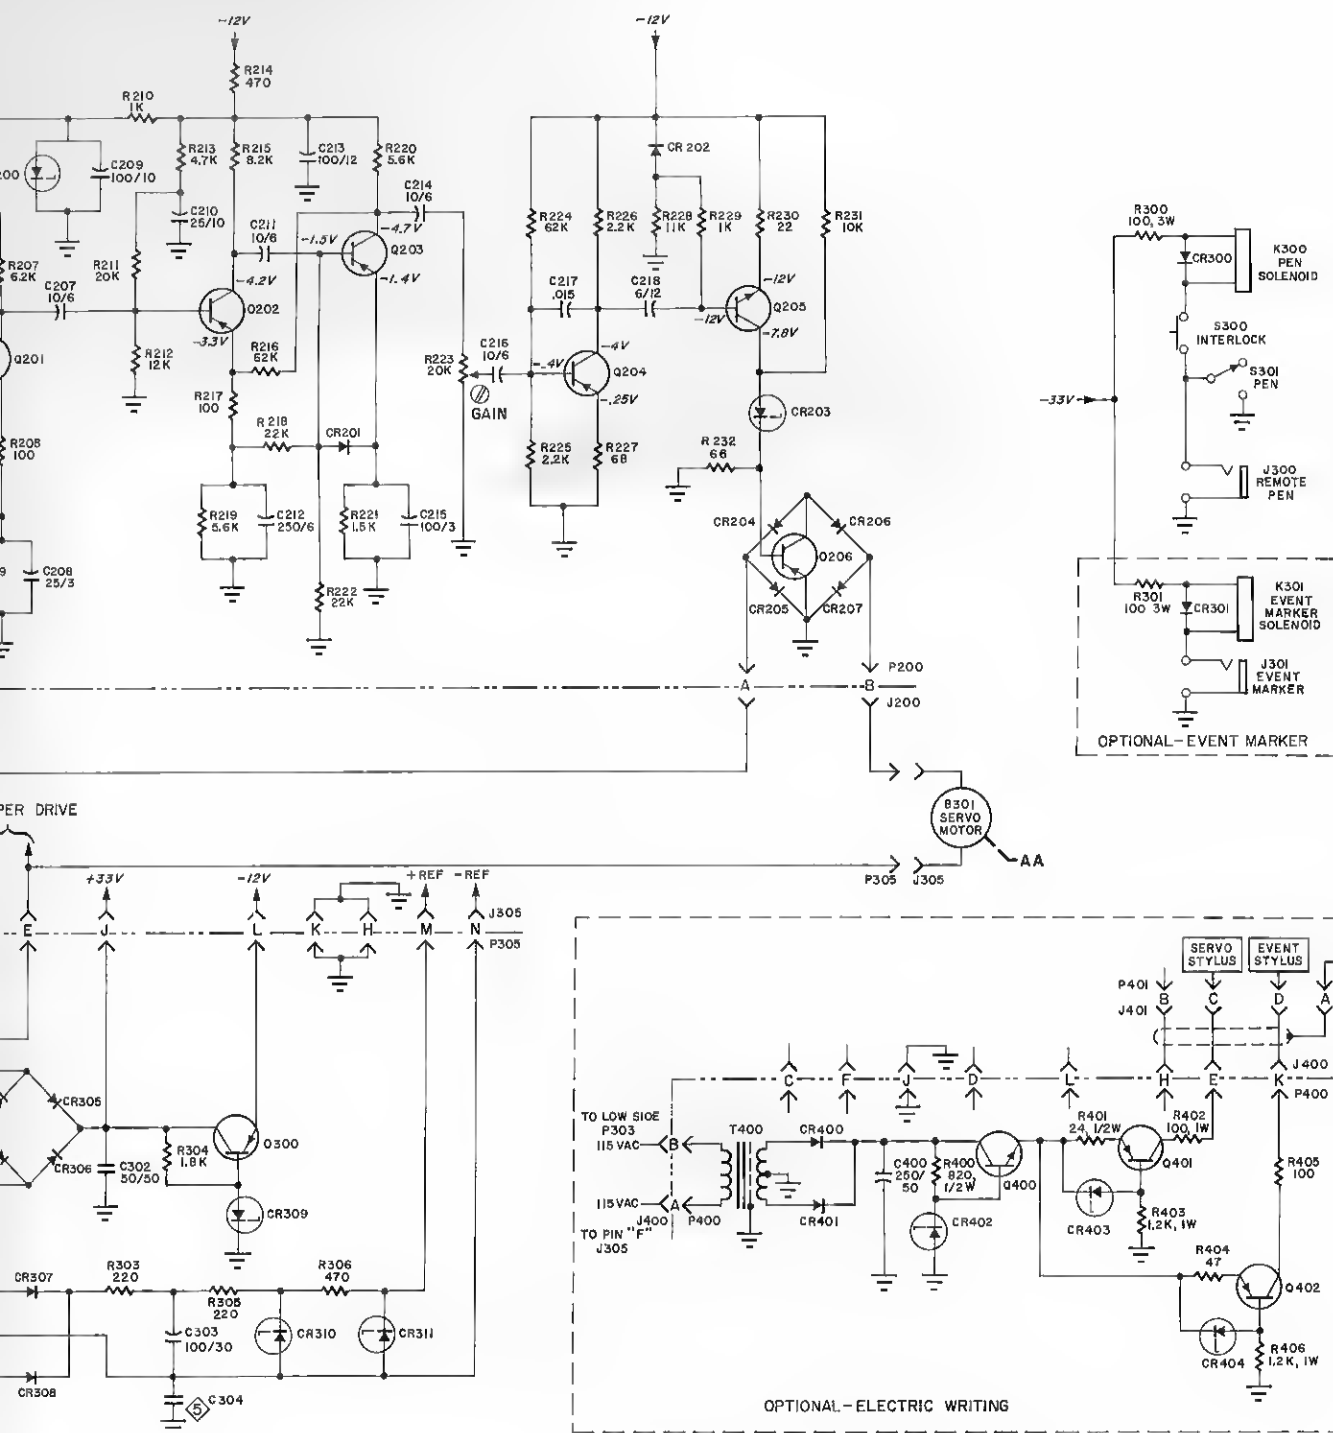 -12V
-12V
R214
470
R210
1K
R213
4.7K
R215
8.2K
C213
100/12
R220
5.6K
CR202
200
C209
100/10
C210
25/10
C211
10/6
-1.5V
C214
10/6
-4.7V
Q203
-1.4V
R224
62K
R226
2.2K
R228
11K
R229
1K
R230
22
R231
10K
R207
6.2K
C207
10/6
R211
20K
-4.2V
Q202
-3.3V
C217
.015
C218
6/12
-12V
-12V
Q205
-7.8V
Q201
R212
12K
R216
62K
R217
100
R223
20K
C216
10/6
GAIN
-.4V
-4V
Q204
-.25V
CR203
R208
100
R218
22K
CR201
R225
2.2K
R227
68
R232
66
R219
5.6K
C212
250/6
R221
1.5K
C215
100/3
CR204
CR206
Q206
CR205
CR207
9
C208
25/3
R222
22K
P200
A
B
J200
R300
100, 3W
CR300
K300
PEN
SOLENOID
S300
INTERLOCK
S301
PEN
-33V
J300
REMOTE
PEN
R301
100 3W
CR301
K301
EVENT
MARKER
SOLENOID
J301
EVENT
MARKER
OPTIONAL-EVENT MARKER
PER DRIVE
B301
SERVO
MOTOR
AA
P305 J305
+33V
-12V
+REF -REF
J305
E J L K H M N
P305
CR305
CR306
C302
50/50
R304
1.8K
Q300
CR309
CR307
R303
220
R305
220
R306
470
C303
100/30
CR310
CR311
CR308
5
C304
SERVO
STYLUS
EVENT
STYLUS
P401
B C D A
J401
J400
C F J D L H E K
P400
TO LOW SIDE
P303
115 VAC
B
T400
CR400
115VAC
A
J400 P400
CR401
TO PIN "F"
J305
C400
250/
50
R400
820,
1/2W
Q400
CR402
R401
24, 1/2W
R402
100, 1W
Q401
CR403
R403
1.2K, 1W
R405
100
R404
47
Q402
CR404
R406
1.2K, 1W
OPTIONAL-ELECTRIC WRITING